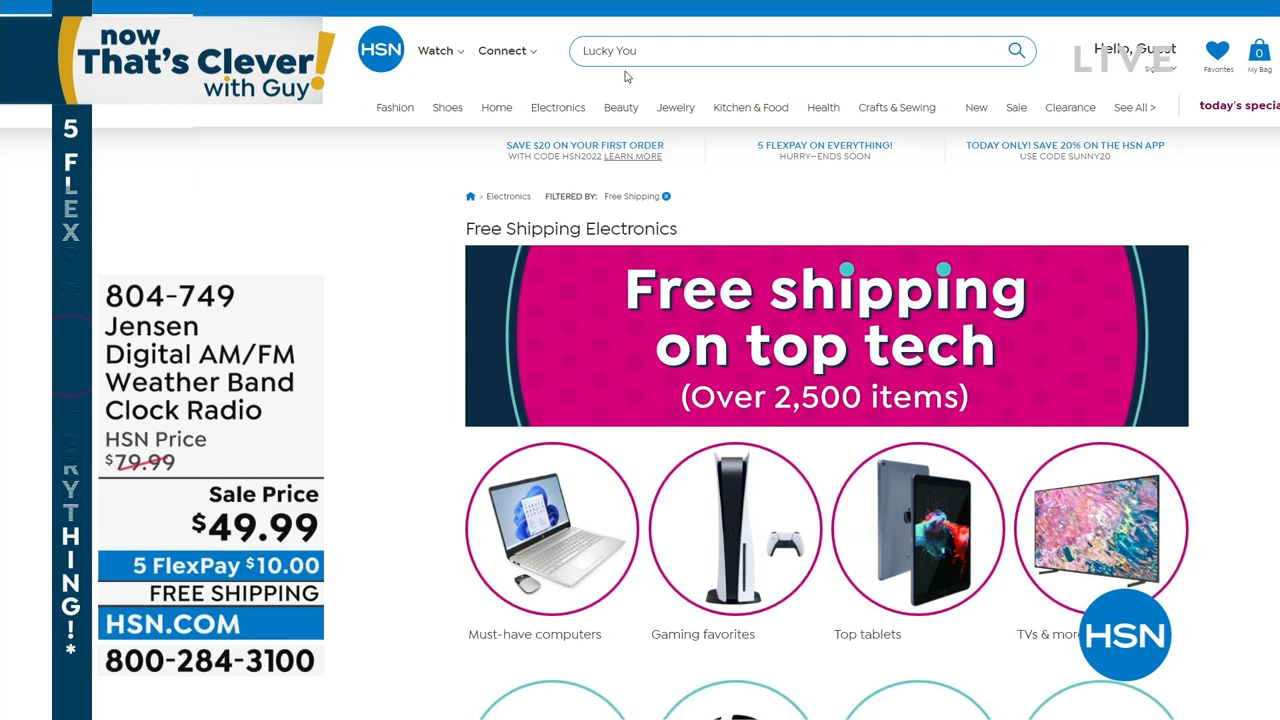 now
That's Clever!
with Guy
5 FLEX
RYTHING!*
804-749
Jensen
Digital AM/FM
Weather Band
Clock Radio
HSN Price
$79.99
Sale Price
$49.99
5 FlexPay $10.00
FREE SHIPPING
HSN.COM
800-284-3100
HSN
Watch
Connect
Lucky You
Hello, Guest
LIVE
Favorites
0
My Bag
Fashion
Shoes
Home
Electronics
Beauty
Jewelry
Kitchen & Food
Health
Crafts & Sewing
New
Sale
Clearance
See All >
today's specia
SAVE $20 ON YOUR FIRST ORDER
WITH CODE HSN2022 LEARN MORE
5 FLEXPAY ON EVERYTHING!
HURRY—ENDS SOON
TODAY ONLY! SAVE 20% ON THE HSN APP
USE CODE SUNNY20
> Electronics FILTERED BY: Free Shipping
Free Shipping Electronics
Free shipping
on top tech
(Over 2,500 items)
Must-have computers
Gaming favorites
Top tablets
TVs & mor
HSN